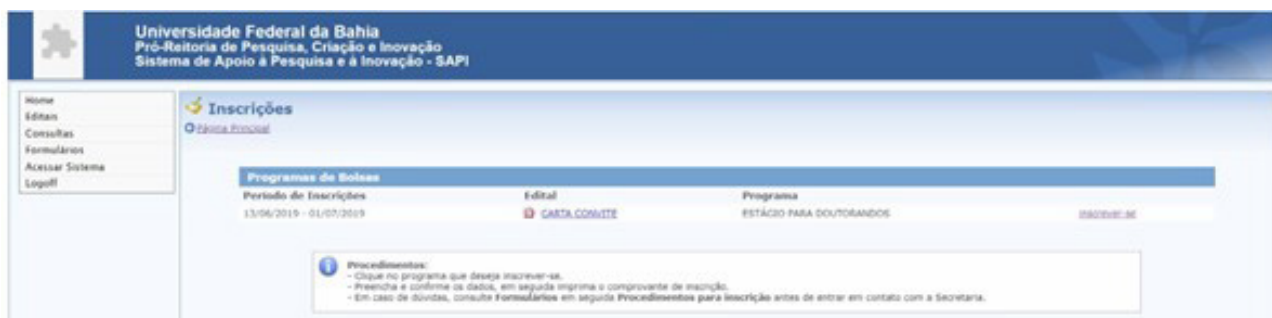 Universidade Federal da Bahia
Pró-Reitoria de Pesquisa, Criação e Inovação
Sistema de Apoio à Pesquisa e à Inovação - SAPI
Home
Editais
Consultas
Formulários
Acessar Sistema
Logoff
Inscrições
Página Principal
Programas de Bolsas
Período de Inscrições Edital Programa
13/06/2019 - 01/07/2019 CARTA CONVITE ESTÁGIO PARA DOUTORANDOS inscrever-se
Procedimentos:
- Clique no programa que deseja inscrever-se.
- Preencha e confirme os dados, em seguida imprima o comprovante de inscrição.
- Em caso de dúvidas, consulte Formulários em seguida Procedimentos para inscrição antes de entrar em contato com a Secretaria.